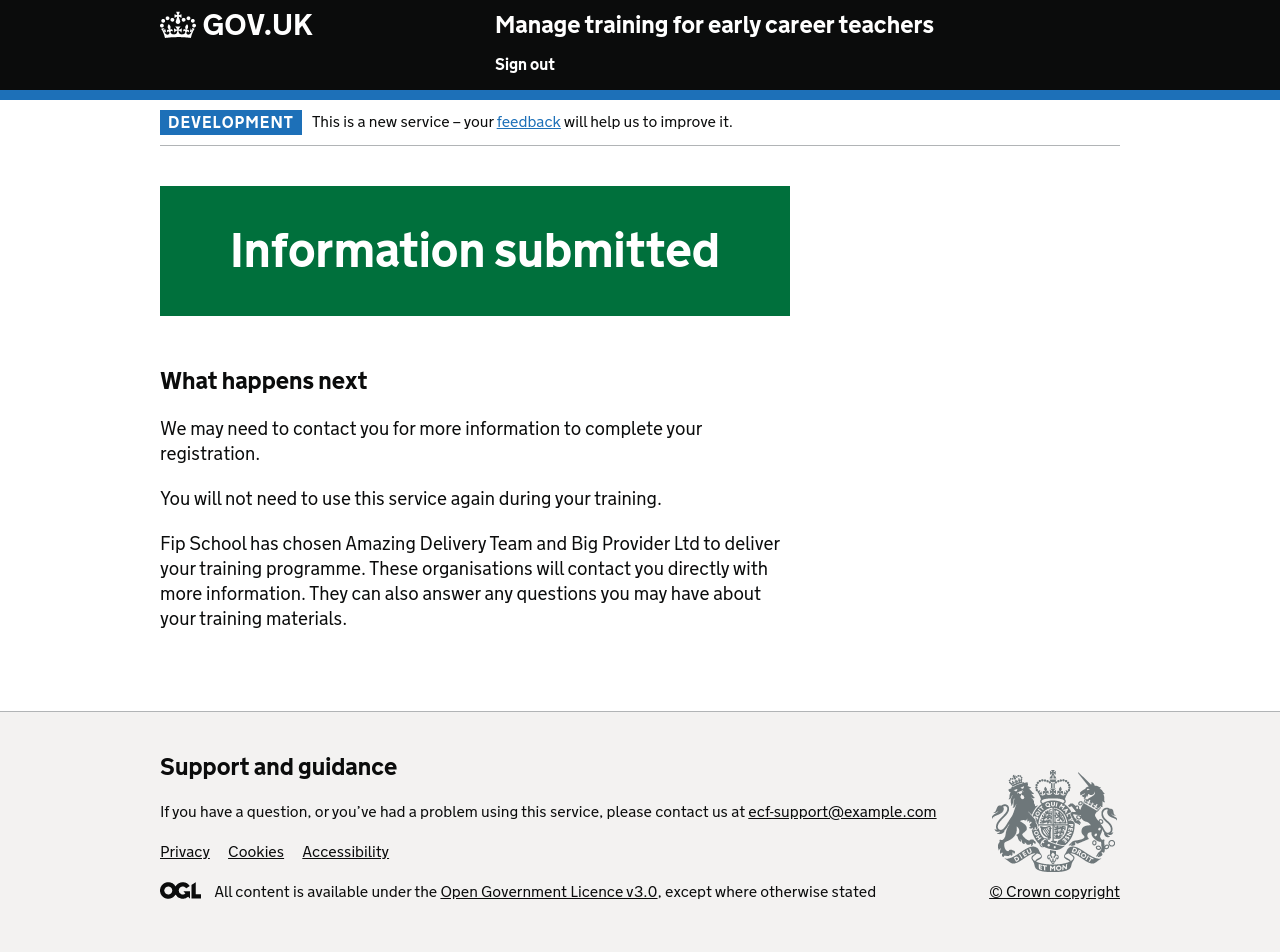 GOV.UK
Manage training for early career teachers
Sign out
DEVELOPMENT This is a new service – your feedback will help us to improve it.
Information submitted
What happens next
We may need to contact you for more information to complete your
registration.
You will not need to use this service again during your training.
Fip School has chosen Amazing Delivery Team and Big Provider Ltd to deliver
your training programme. These organisations will contact you directly with
more information. They can also answer any questions you may have about
your training materials.
Support and guidance
If you have a question, or you’ve had a problem using this service, please contact us at ecf-support@example.com
Privacy Cookies Accessibility
OGL All content is available under the Open Government Licence v3.0, except where otherwise stated
DIEU ET MON DROIT
© Crown copyright